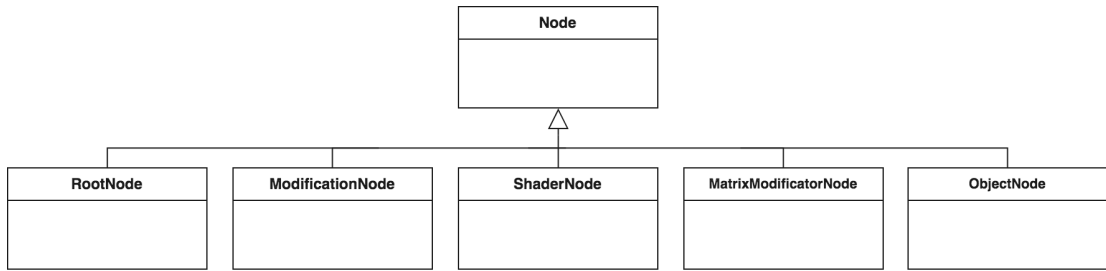 Node
RootNode
ModificationNode
ShaderNode
MatrixModificatorNode
ObjectNode